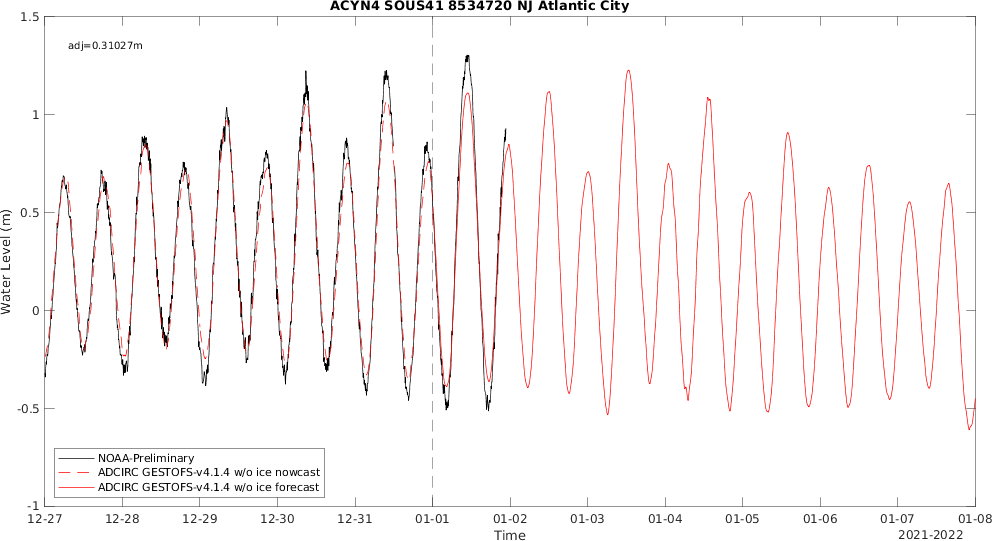 ACYN4 SOUS41 8534720 NJ Atlantic City
adj=0.31027m
1.5
1
0.5
0
-0.5
-1
Water Level (m)
NOAA-Preliminary
ADCIRC GESTOFS-v4.1.4 w/o ice nowcast
ADCIRC GESTOFS-v4.1.4 w/o ice forecast
12-27 12-28 12-29 12-30 12-31 01-01 01-02 01-03 01-04 01-05 01-06 01-07 01-08
Time
2021-2022